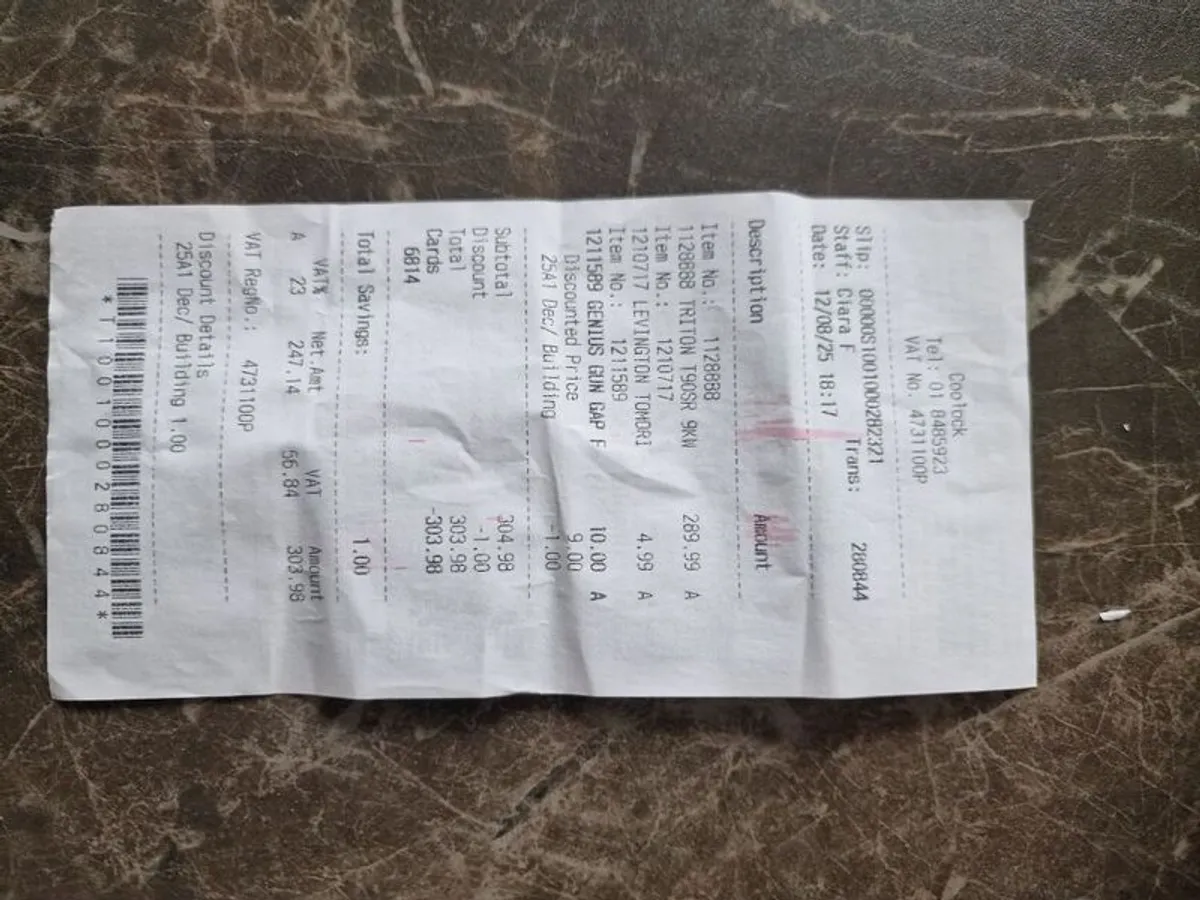 Coolock
Tel: 01 8485923
VAT No. 4731100P
Slip: 00000S1001000282321
Staff: Ciara F Trans: 280844
Date: 12/08/25 18:17
Description Amount
Item No.: 1128888
1128888 TRITON T90SR 9KW 289.99 A
Item No.: 1210717
1210717 LEVINGTON TOMORI 4.99 A
Item No.: 1211589
1211589 GENIUS GUN GAP F 10.00 A
Discounted Price 9.00
25A1 Dec/ Building -1.00
Subtotal 304.98
Discount -1.00
Total 303.98
Cards -303.98
6814
Total Savings: 1.00
VAT% Net.Amt VAT Amount
A 23 247.14 56.84 303.98
VAT RegNo.: 4731100P
Discount Details
25A1 Dec/ Building 1.00
*T1001000280844*